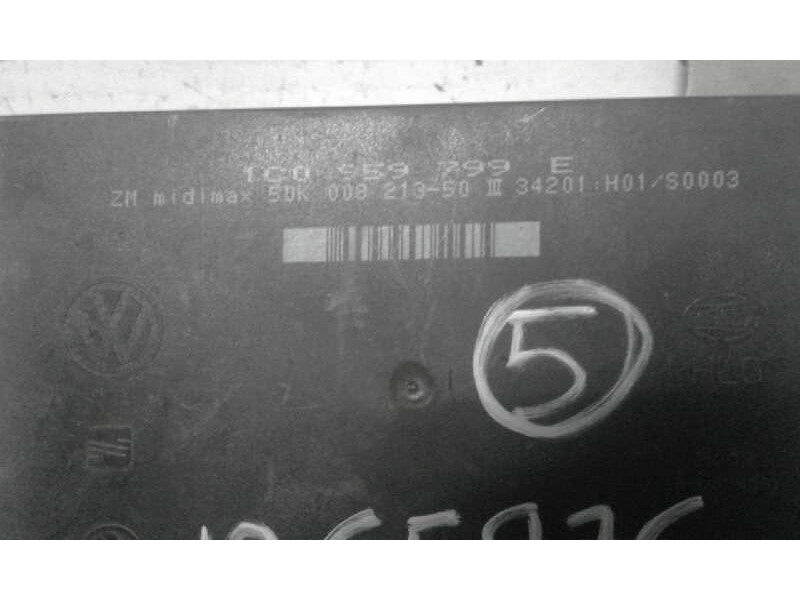 1C0 959 799 E
ZM midimax 5DK 008 213-50 III 34201:H01/S0003
5